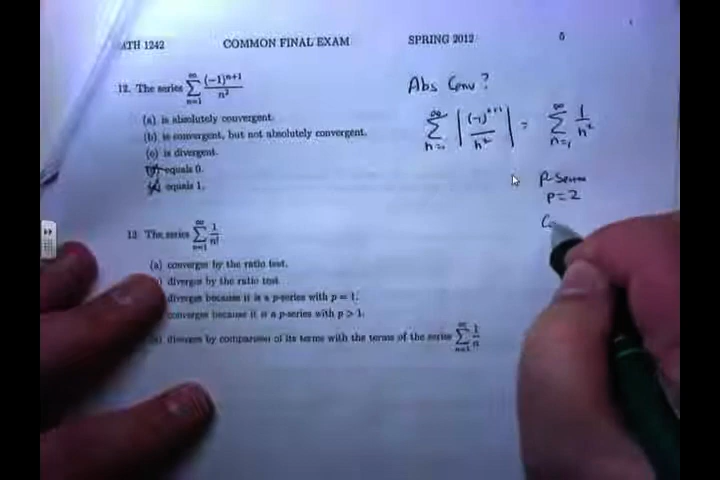 MATH 1242 COMMON FINAL EXAM SPRING 2012 6
12. The series ∞ Σ n=1 (−1)^{n+1} / n²
(a) is absolutely convergent.
(b) is convergent, but not absolutely convergent.
(c) is divergent.
equals 0.
equals 1.
Abs Conv ?
∞ Σ n=1 | (-1)^{n+1} / n² | = ∞ Σ n=1 1 / n²
p-series
p = 2
Co
13. The series ∞ Σ n=1 1 / n!
(a) converges by the ratio test.
diverges by the ratio test.
diverges because it is a p-series with p = 1.
converges because it is a p-series with p > 1.
(e) diverges by comparison of its terms with the terms of the series ∞ Σ n=1 1 / n